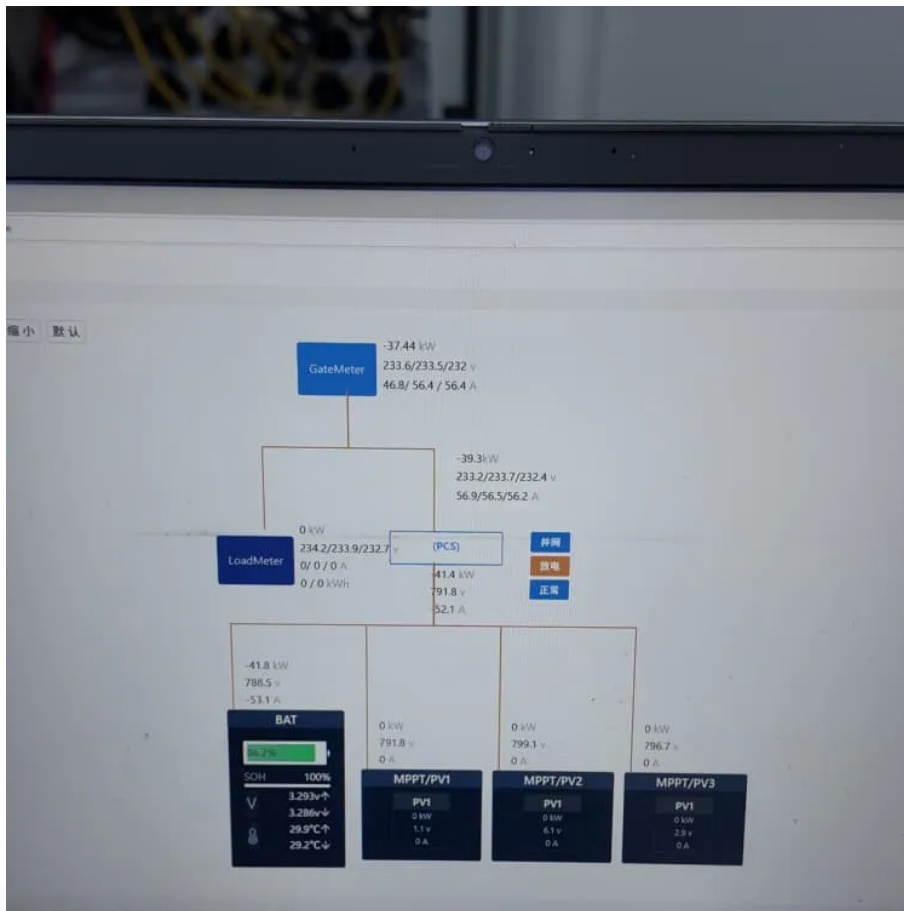 缩小 默认
GateMeter
-37.44 kW
233.6/233.5/232 v
46.8/ 56.4 / 56.4 A
-39.3kW
233.2/233.7/232.4 v
56.9/56.5/56.2 A
LoadMeter
0 kW
234.2/233.9/232.7 v
0/ 0 / 0 A
0 / 0 kWh
(PCS)
并网
放电
正常
-41.4 kW
791.8 v
-52.1 A
-41.8 kW
788.5 v
-53.1 A
BAT
SOH 100%
V
3.293v↑
3.286v↓
29.9°C↑
29.2°C↓
0 kW
791.8 v
0 A
MPPT/PV1
PV1
0 kW
1.1 v
0 A
0 kW
799.1 v
0 A
MPPT/PV2
PV1
0 kW
6.1 v
0 A
0 kW
796.7 v
0 A
MPPT/PV3
PV1
0 kW
2.9 v
0 A